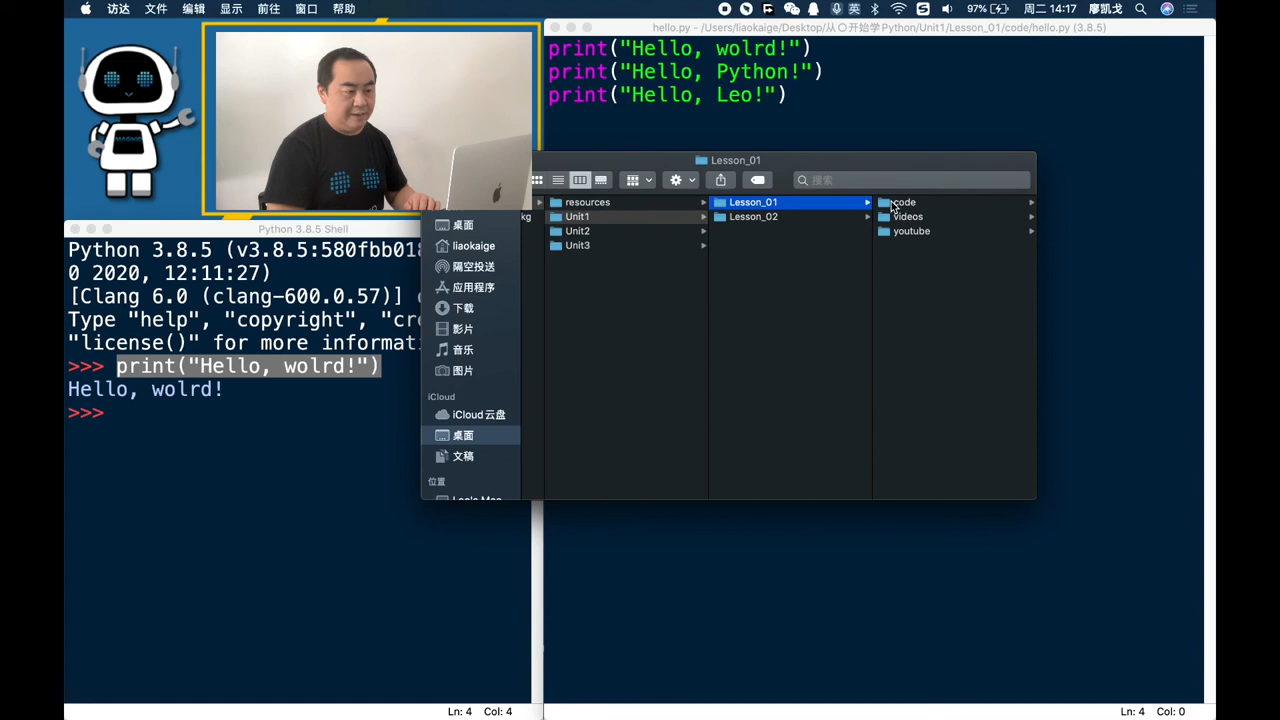 访达 文件 编辑 显示 前往 窗口 帮助
英 97% 周二 14:17 廖凯戈
hello.py - /Users/liaokaige/Desktop/从〇开始学Python/Unit1/Lesson_01/code/hello.py (3.8.5)
print("Hello, wolrd!")
print("Hello, Python!")
print("Hello, Leo!")
Ln: 4 Col: 0
Python 3.8.5 Shell
Python 3.8.5 (v3.8.5:580fbb018
0 2020, 12:11:27)
[Clang 6.0 (clang-600.0.57)]
Type "help", "copyright", "cre
"license()" for more informati
>>> print("Hello, wolrd!")
Hello, wolrd!
>>>
Ln: 4 Col: 4
Lesson_01
搜索
桌面
liaokaige
隔空投送
应用程序
下载
影片
音乐
图片
iCloud
iCloud 云盘
桌面
文稿
位置
kg
resources
Unit1
Unit2
Unit3
Lesson_01
Lesson_02
code
videos
youtube